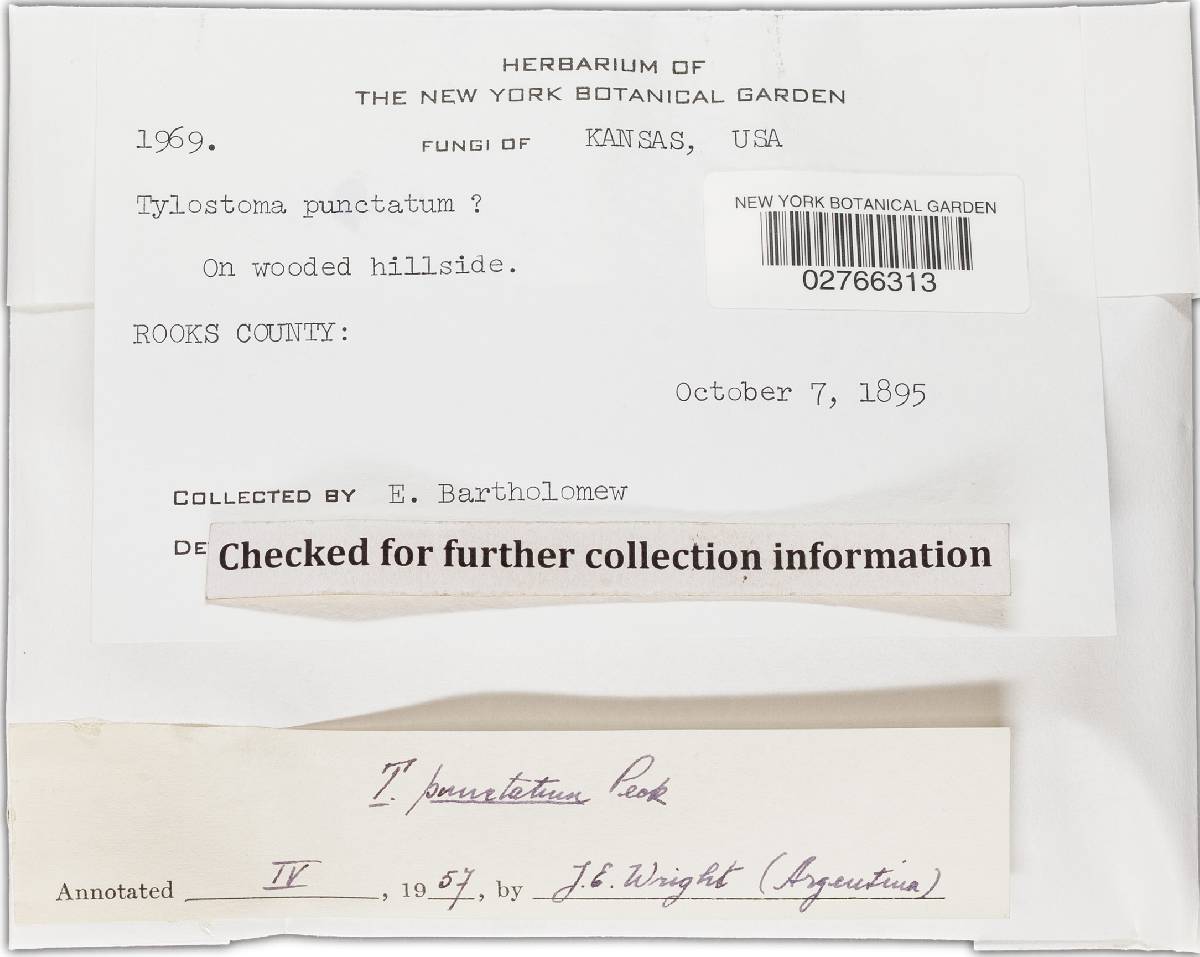 HERBARIUM OF
THE NEW YORK BOTANICAL GARDEN
1969. FUNGI OF KANSAS, USA
Tylostoma punctatum ?
NEW YORK BOTANICAL GARDEN
02766313
On wooded hillside.
ROOKS COUNTY:
October 7, 1895
COLLECTED BY E. Bartholomew
DE
Checked for further collection information
T. punctatum Peck
Annotated IV, 1957, by J. E. Wright (Argentina)